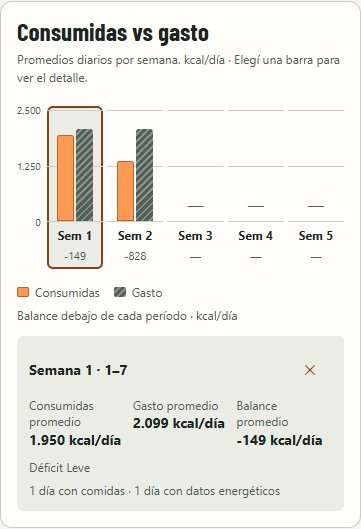 Consumidas vs gasto
Promedios diarios por semana. kcal/día · Elegí una barra para
ver el detalle.
2.500
1.250
0
Sem 1 Sem 2 Sem 3 Sem 4 Sem 5
-149 -828 — — —
Consumidas Gasto
Balance debajo de cada período · kcal/día
Semana 1 · 1–7
Consumidas promedio
1.950 kcal/día
Gasto promedio
2.099 kcal/día
Balance promedio
-149 kcal/día
Déficit Leve
1 día con comidas · 1 día con datos energéticos